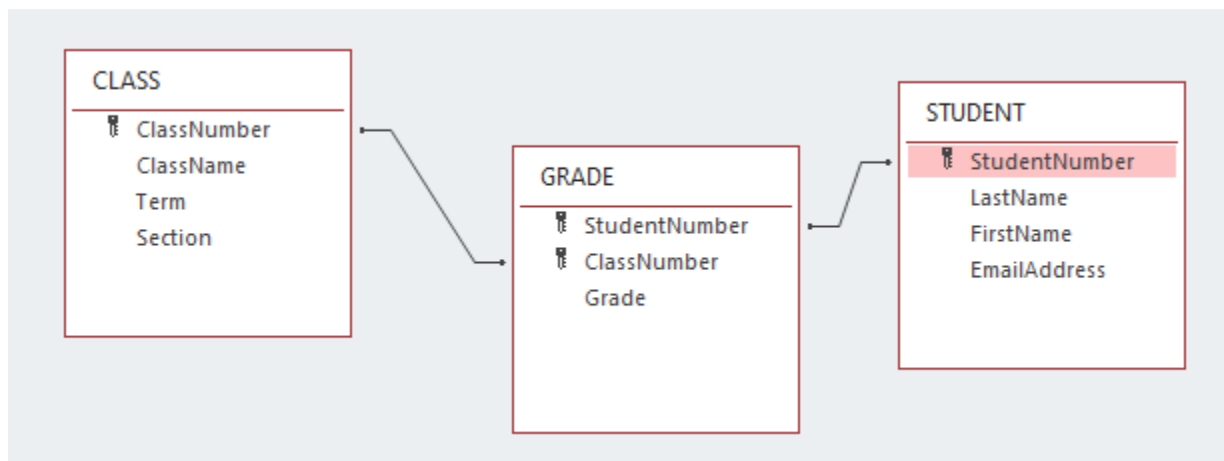 CLASS
ClassNumber
ClassName
Term
Section
GRADE
StudentNumber
ClassNumber
Grade
STUDENT
StudentNumber
LastName
FirstName
EmailAddress